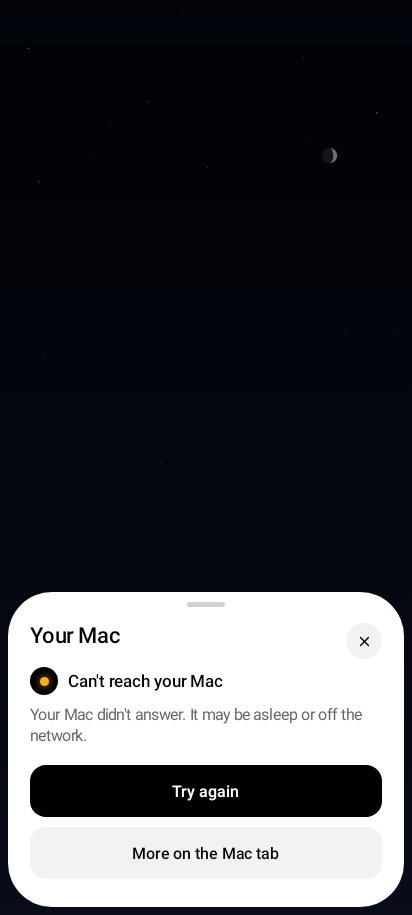 Your Mac
Can't reach your Mac
Your Mac didn't answer. It may be asleep or off the
network.
Try again
More on the Mac tab